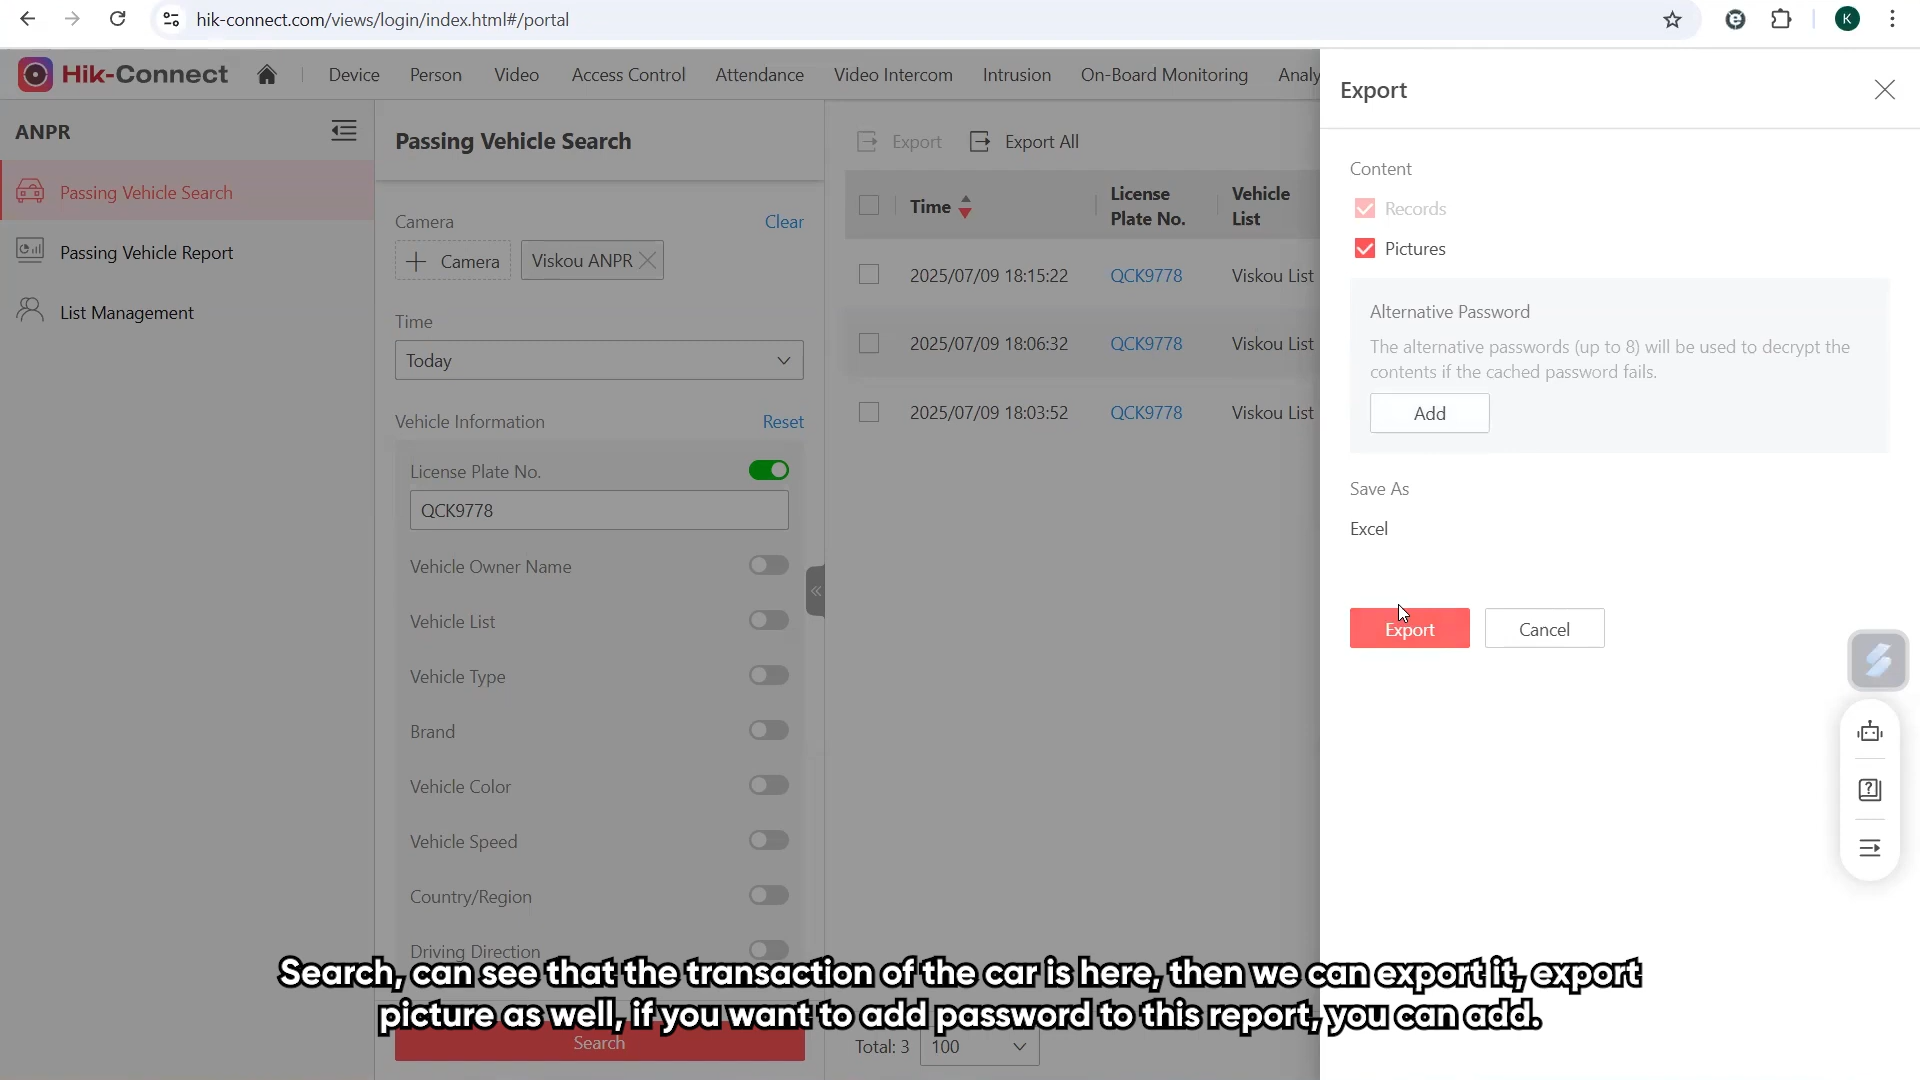 hik-connect.com/views/login/index.html#/portal
K
Hik-Connect
Device
Person
Video
Access Control
Attendance
Video Intercom
Intrusion
On-Board Monitoring
Analy
ANPR
Passing Vehicle Search
Passing Vehicle Report
List Management
Passing Vehicle Search
Camera
Clear
Camera
Viskou ANPR
Time
Today
Vehicle Information
Reset
License Plate No.
QCK9778
Vehicle Owner Name
Vehicle List
Vehicle Type
Brand
Vehicle Color
Vehicle Speed
Country/Region
Driving Direction
Search
Export
Export All
Time
License
Plate No.
Vehicle
List
2025/07/09 18:15:22
QCK9778
Viskou List
2025/07/09 18:06:32
QCK9778
Viskou List
2025/07/09 18:03:52
QCK9778
Viskou List
Total: 3
100
Export
Content
Records
Pictures
Alternative Password
The alternative passwords (up to 8) will be used to decrypt the
contents if the cached password fails.
Add
Save As
Excel
Export
Cancel
Search, can see that the transaction of the car is here, then we can export it, export
picture as well, if you want to add password to this report, you can add.